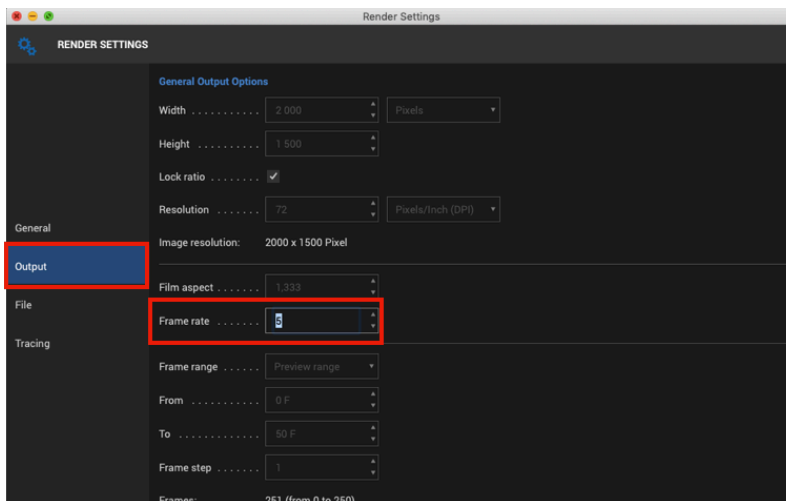 Render Settings
RENDER SETTINGS
General Output Options
Width ........... 2 000 Pixels
Height .......... 1 500
Lock ratio ........
Resolution ....... 72 Pixels/Inch (DPI)
General
Image resolution: 2000 x 1500 Pixel
Output
Film aspect ....... 1,333
File
Frame rate ....... 5
Tracing
Frame range ...... Preview range
From ........... 0 F
To ............. 50 F
Frame step ....... 1
Frames: 251 (from 0 to 250)